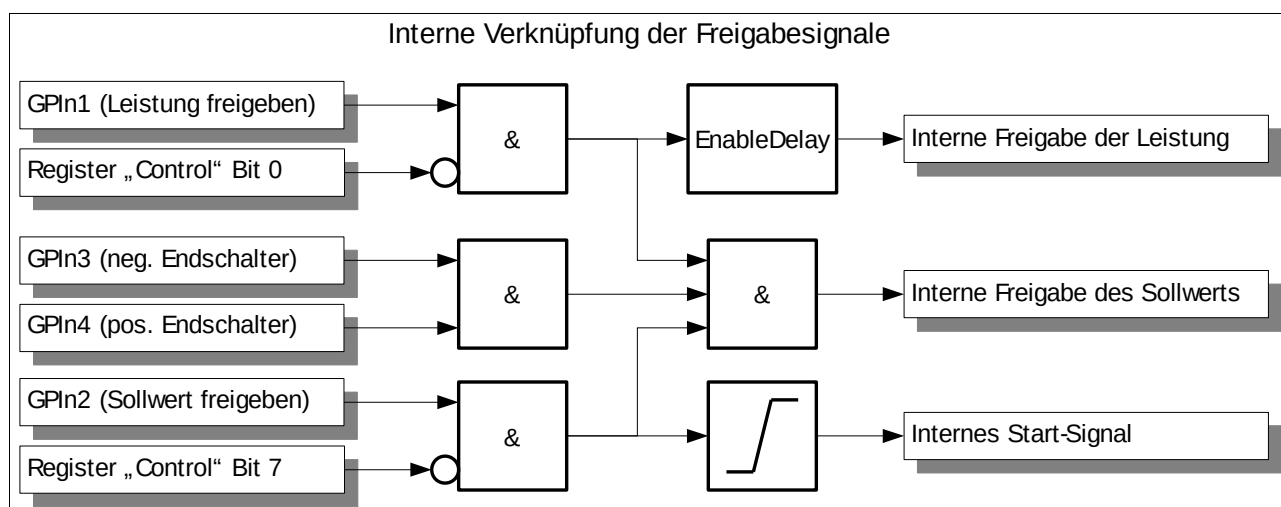 Interne Verknüpfung der Freigabesignale
GPIn1 (Leistung freigeben)
&
EnableDelay
Interne Freigabe der Leistung
Register „Control“ Bit 0
GPIn3 (neg. Endschalter)
&
&
Interne Freigabe des Sollwerts
GPIn4 (pos. Endschalter)
GPIn2 (Sollwert freigeben)
&
Internes Start-Signal
Register „Control“ Bit 7